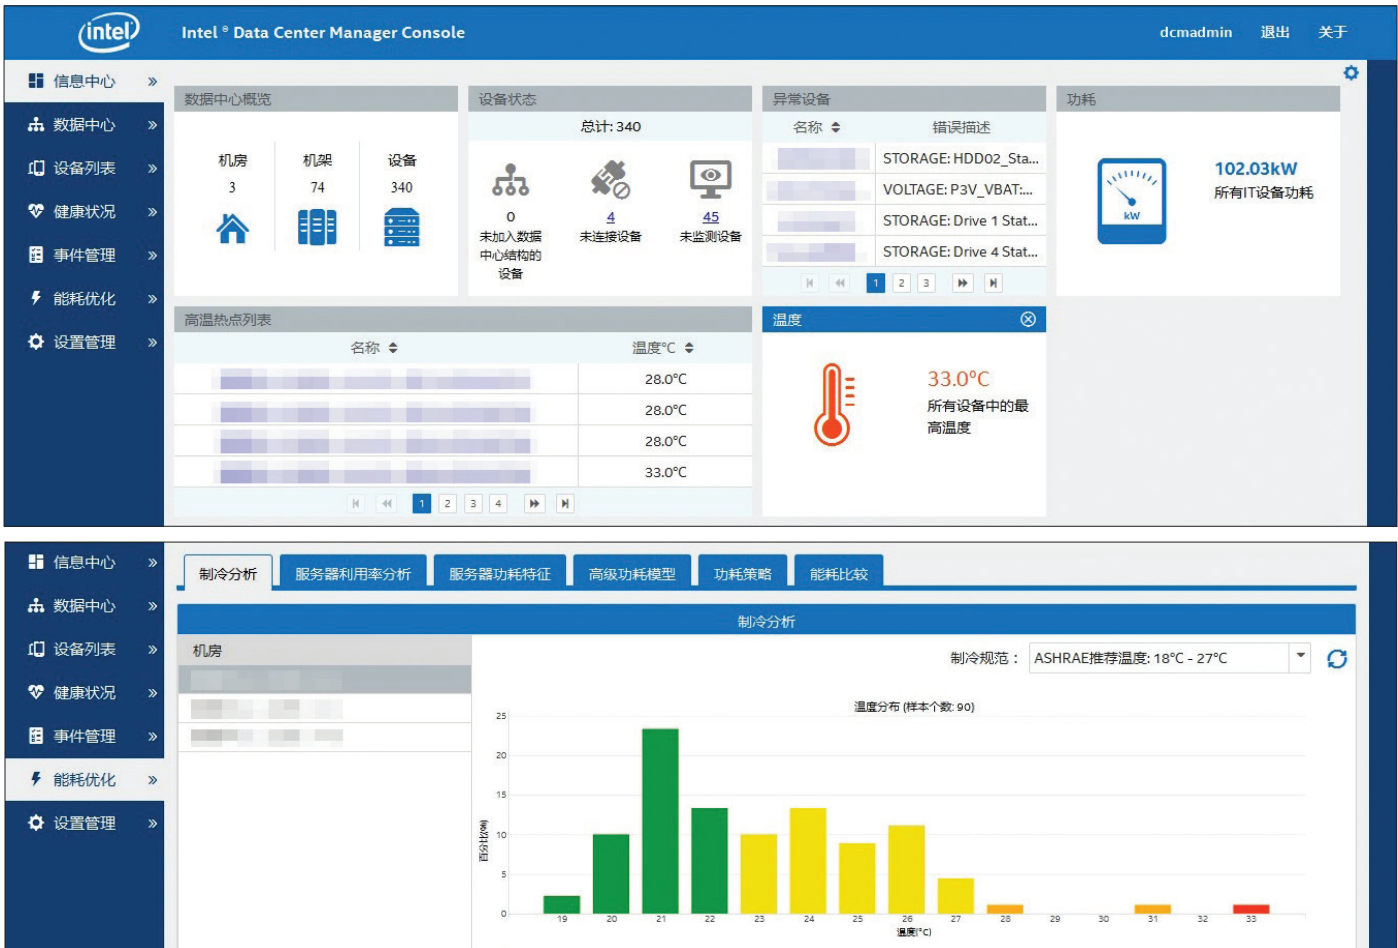 intel
Intel ® Data Center Manager Console
dcmadmin 退出 关于
信息中心
数据中心
设备列表
健康状况
事件管理
能耗优化
设置管理
数据中心概览
机房 机架 设备
3 74 340
设备状态
总计: 340
0 4 45
未加入数据 未连接设备 未监测设备
中心结构的
设备
异常设备
名称 错误描述
STORAGE: HDD02_Sta...
VOLTAGE: P3V_VBAT:...
STORAGE: Drive 1 Stat...
STORAGE: Drive 4 Stat...
1 2 3
功耗
kW
102.03kW
所有IT设备功耗
高温热点列表
名称 温度°C
28.0°C
28.0°C
28.0°C
33.0°C
1 2 3 4
温度
33.0°C
所有设备中的最
高温度
信息中心
数据中心
设备列表
健康状况
事件管理
能耗优化
设置管理
制冷分析 服务器利用率分析 服务器功耗特征 高级功耗模型 功耗策略 能耗比较
制冷分析
机房
制冷规范： ASHRAE推荐温度: 18°C - 27°C
温度分布 (样本个数: 90)
百分比(%)
25
20
15
10
5
0
19 20 21 22 23 24 25 26 27 28 29 30 31 32 33
温度(°C)